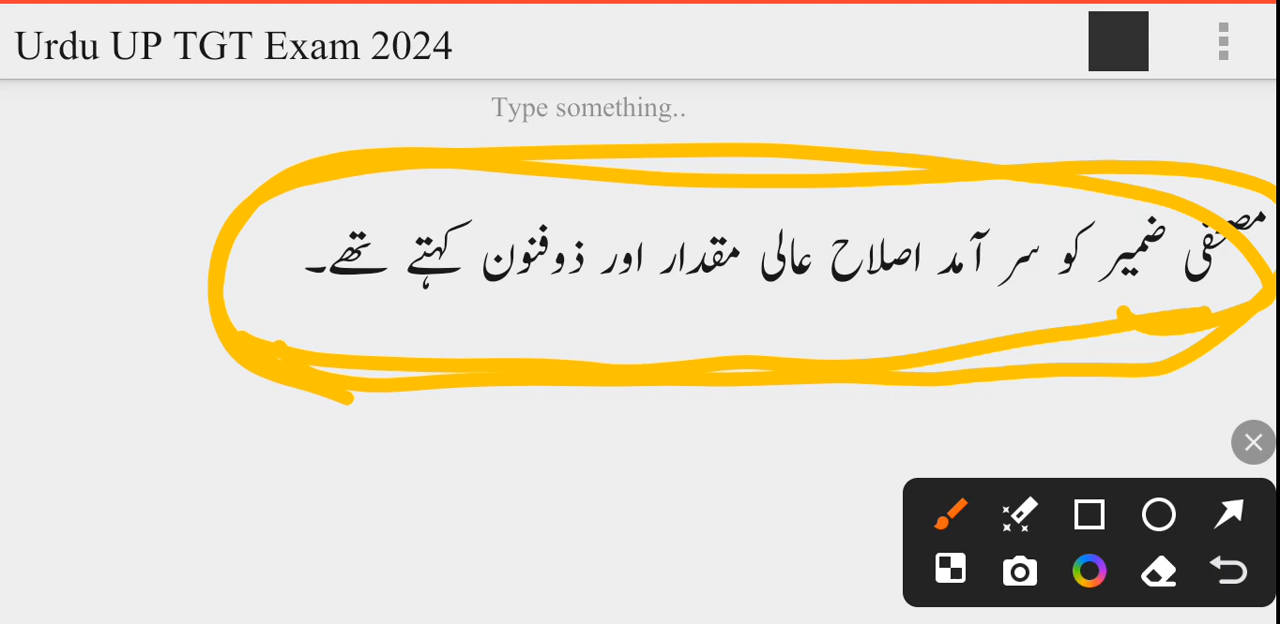 Urdu UP TGT Exam 2024
Type something..
مصحفی ضمیر کو سر آمد اصلاح عالی مقدار اور ذوفنون کہتے تھے۔